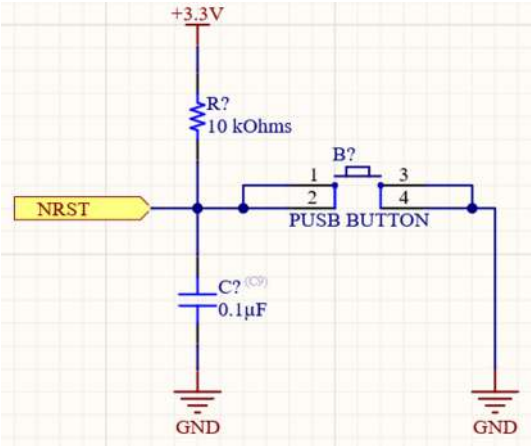 +3.3V
R?
10 kOhms
B?
1
3
2
4
NRST
PUSB BUTTON
C? (C9)
0.1µF
GND
GND